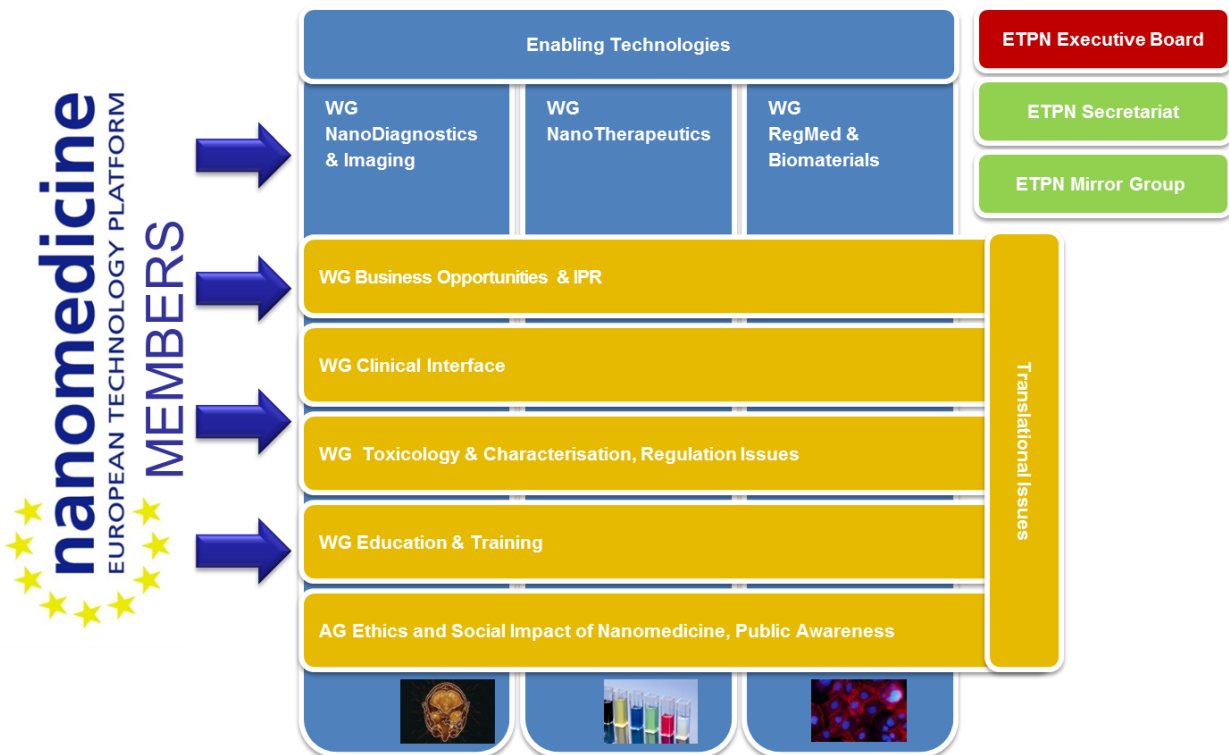 nanomedicine
EUROPEAN TECHNOLOGY PLATFORM
MEMBERS
Enabling Technologies
WG
NanoDiagnostics
& Imaging
WG
NanoTherapeutics
WG
RegMed &
Biomaterials
ETPN Executive Board
ETPN Secretariat
ETPN Mirror Group
WG Business Opportunities & IPR
WG Clinical Interface
WG Toxicology & Characterisation, Regulation Issues
WG Education & Training
AG Ethics and Social Impact of Nanomedicine, Public Awareness
Translational Issues